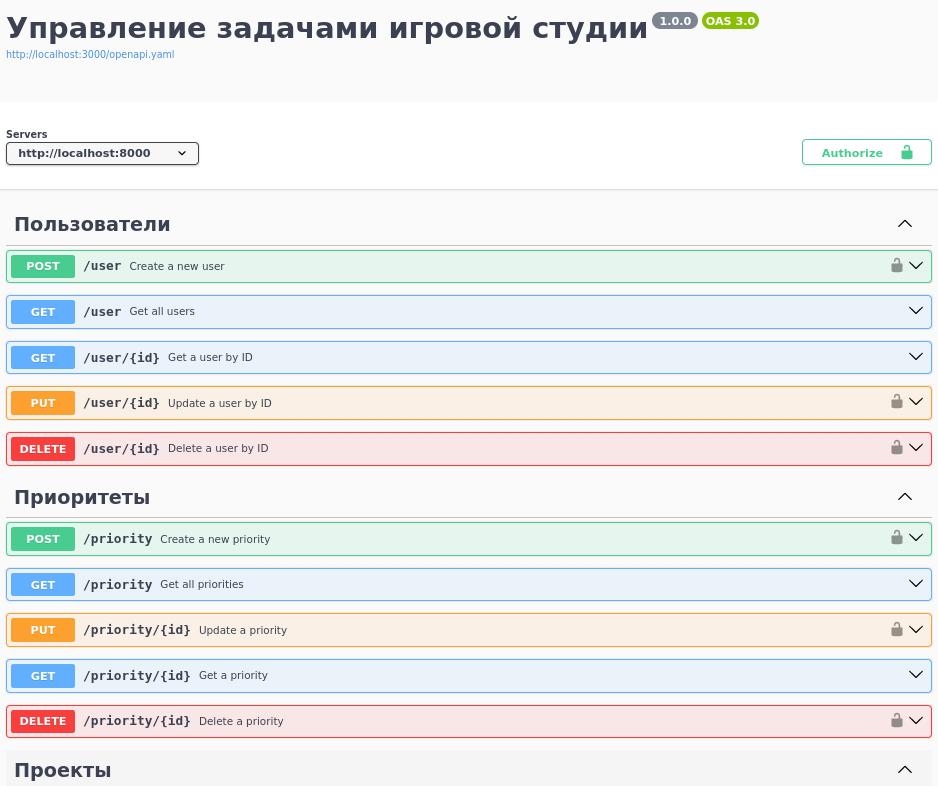 Управление задачами игровой студии 1.0.0 OAS 3.0
http://localhost:3000/openapi.yaml
Servers
http://localhost:8000
Authorize
Пользователи
POST /user Create a new user
GET /user Get all users
GET /user/{id} Get a user by ID
PUT /user/{id} Update a user by ID
DELETE /user/{id} Delete a user by ID
Приоритеты
POST /priority Create a new priority
GET /priority Get all priorities
PUT /priority/{id} Update a priority
GET /priority/{id} Get a priority
DELETE /priority/{id} Delete a priority
Проекты